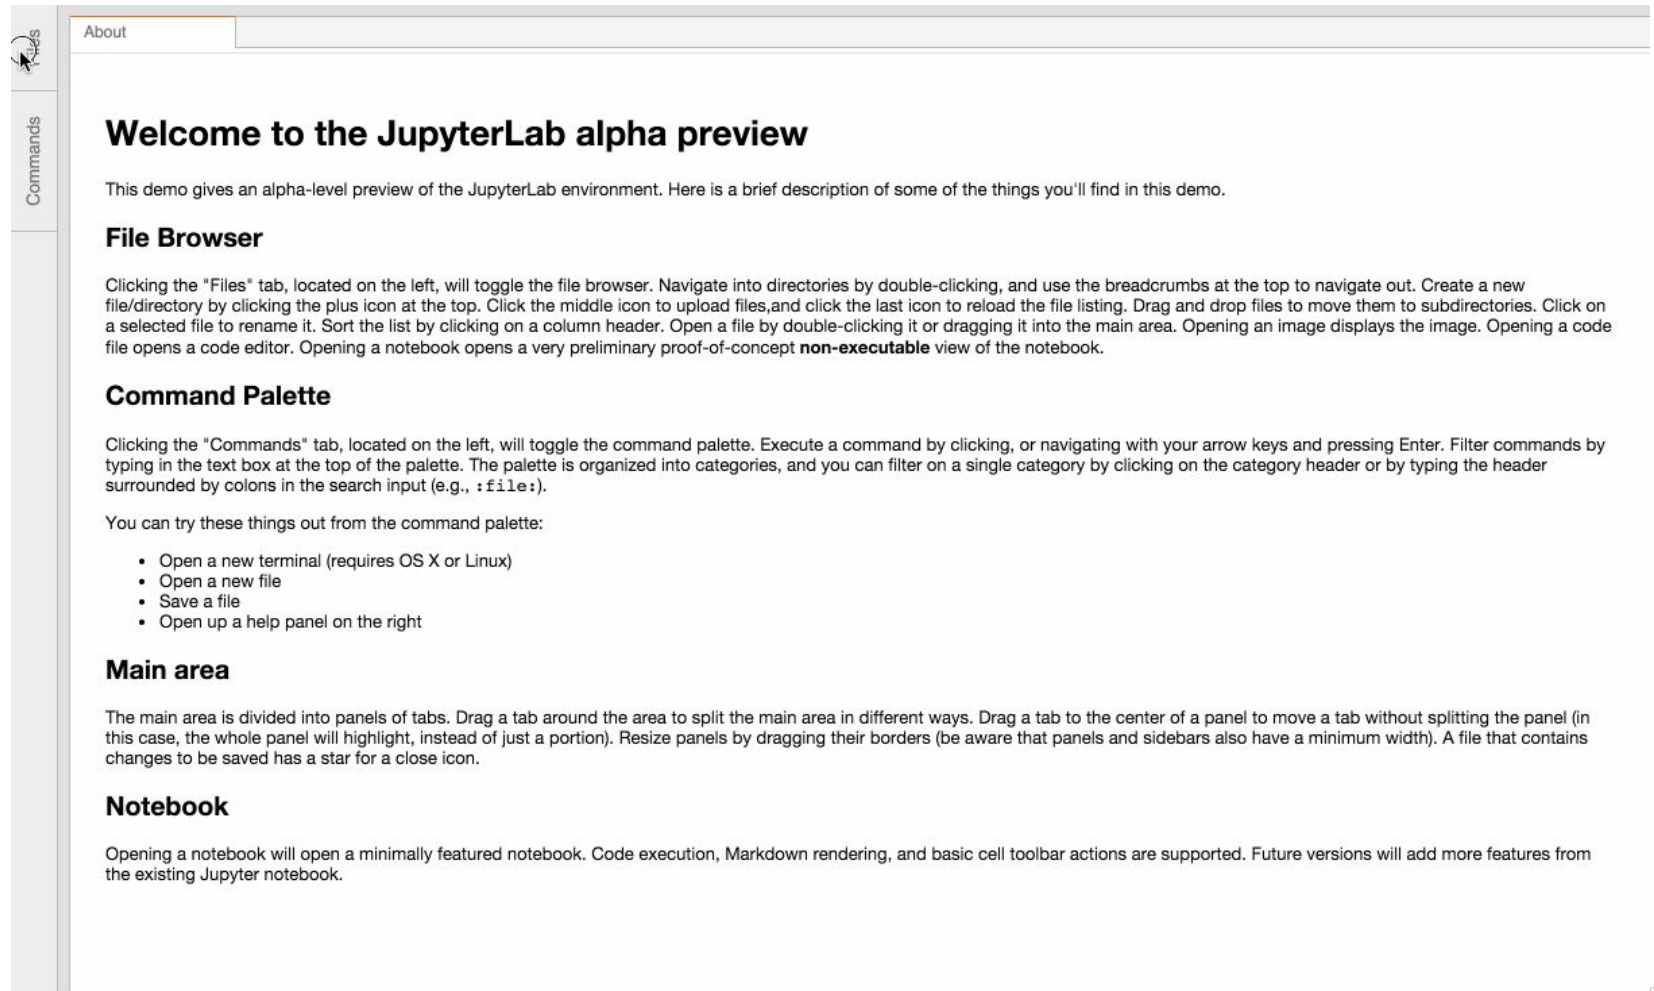 Files
About
Commands
Welcome to the JupyterLab alpha preview
This demo gives an alpha-level preview of the JupyterLab environment. Here is a brief description of some of the things you'll find in this demo.
File Browser
Clicking the "Files" tab, located on the left, will toggle the file browser. Navigate into directories by double-clicking, and use the breadcrumbs at the top to navigate out. Create a new
file/directory by clicking the plus icon at the top. Click the middle icon to upload files,and click the last icon to reload the file listing. Drag and drop files to move them to subdirectories. Click on
a selected file to rename it. Sort the list by clicking on a column header. Open a file by double-clicking it or dragging it into the main area. Opening an image displays the image. Opening a code
file opens a code editor. Opening a notebook opens a very preliminary proof-of-concept non-executable view of the notebook.
Command Palette
Clicking the "Commands" tab, located on the left, will toggle the command palette. Execute a command by clicking, or navigating with your arrow keys and pressing Enter. Filter commands by
typing in the text box at the top of the palette. The palette is organized into categories, and you can filter on a single category by clicking on the category header or by typing the header
surrounded by colons in the search input (e.g., :file:).
You can try these things out from the command palette:
• Open a new terminal (requires OS X or Linux)
• Open a new file
• Save a file
• Open up a help panel on the right
Main area
The main area is divided into panels of tabs. Drag a tab around the area to split the main area in different ways. Drag a tab to the center of a panel to move a tab without splitting the panel (in
this case, the whole panel will highlight, instead of just a portion). Resize panels by dragging their borders (be aware that panels and sidebars also have a minimum width). A file that contains
changes to be saved has a star for a close icon.
Notebook
Opening a notebook will open a minimally featured notebook. Code execution, Markdown rendering, and basic cell toolbar actions are supported. Future versions will add more features from
the existing Jupyter notebook.